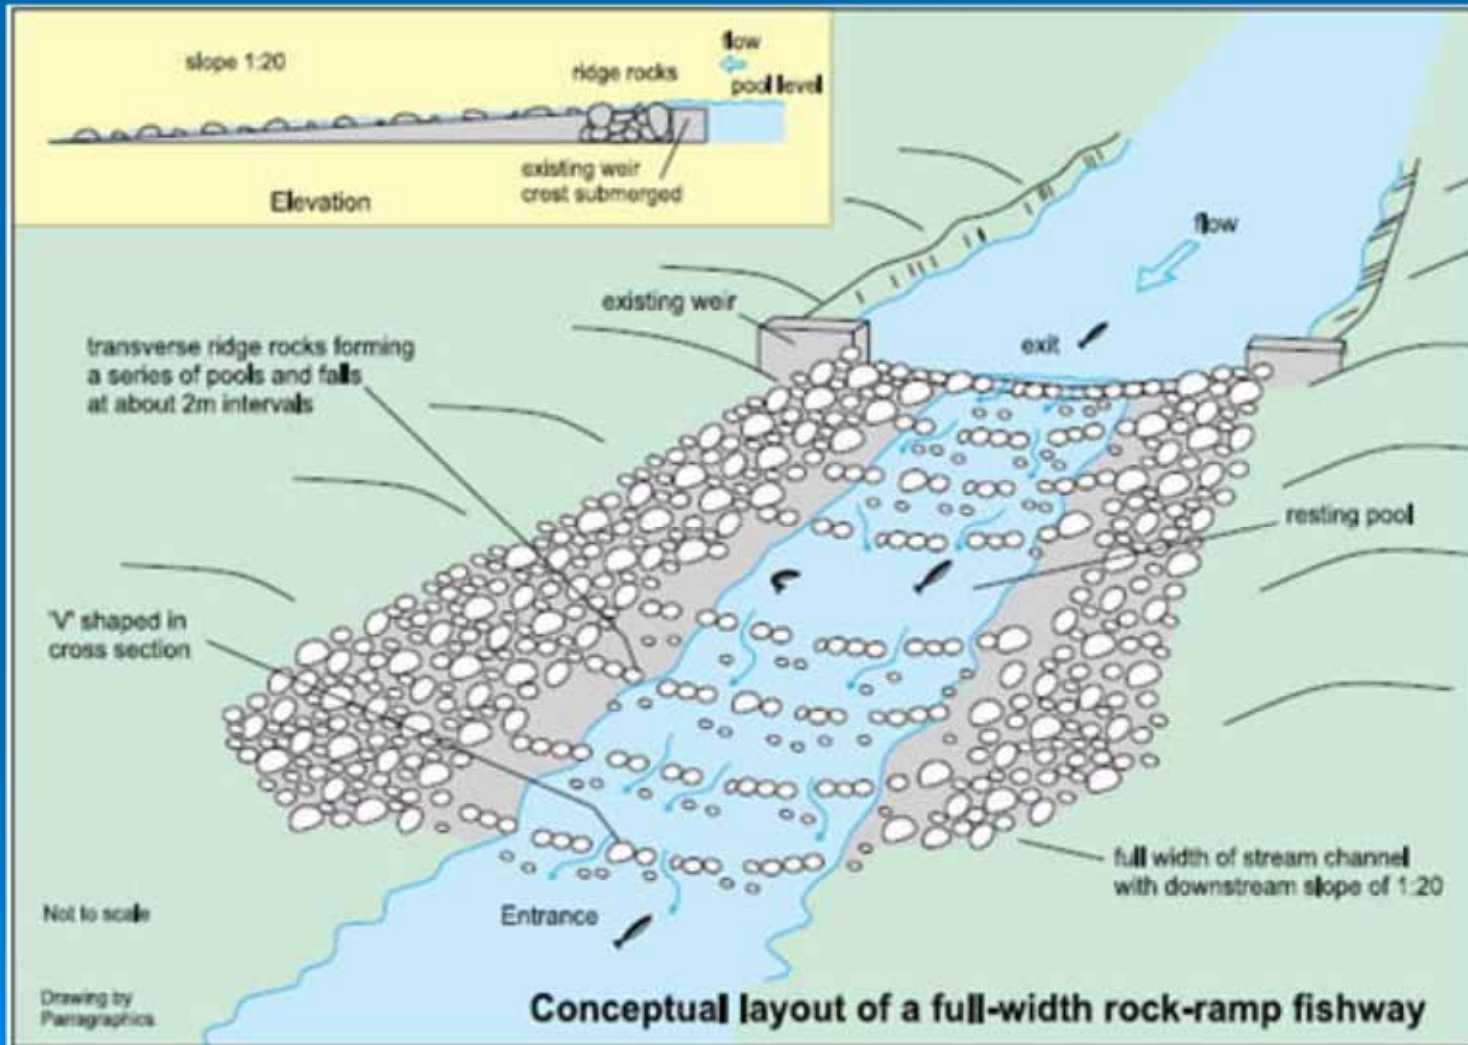 slope 1:20
flow
ridge rocks
pool level
existing weir
crest submerged
Elevation
flow
existing weir
exit
transverse ridge rocks forming
a series of pools and falls
at about 2m intervals
resting pool
'V' shaped in
cross section
full width of stream channel
with downstream slope of 1:20
Entrance
Not to scale
Drawing by
Parragraphics
Conceptual layout of a full-width rock-ramp fishway